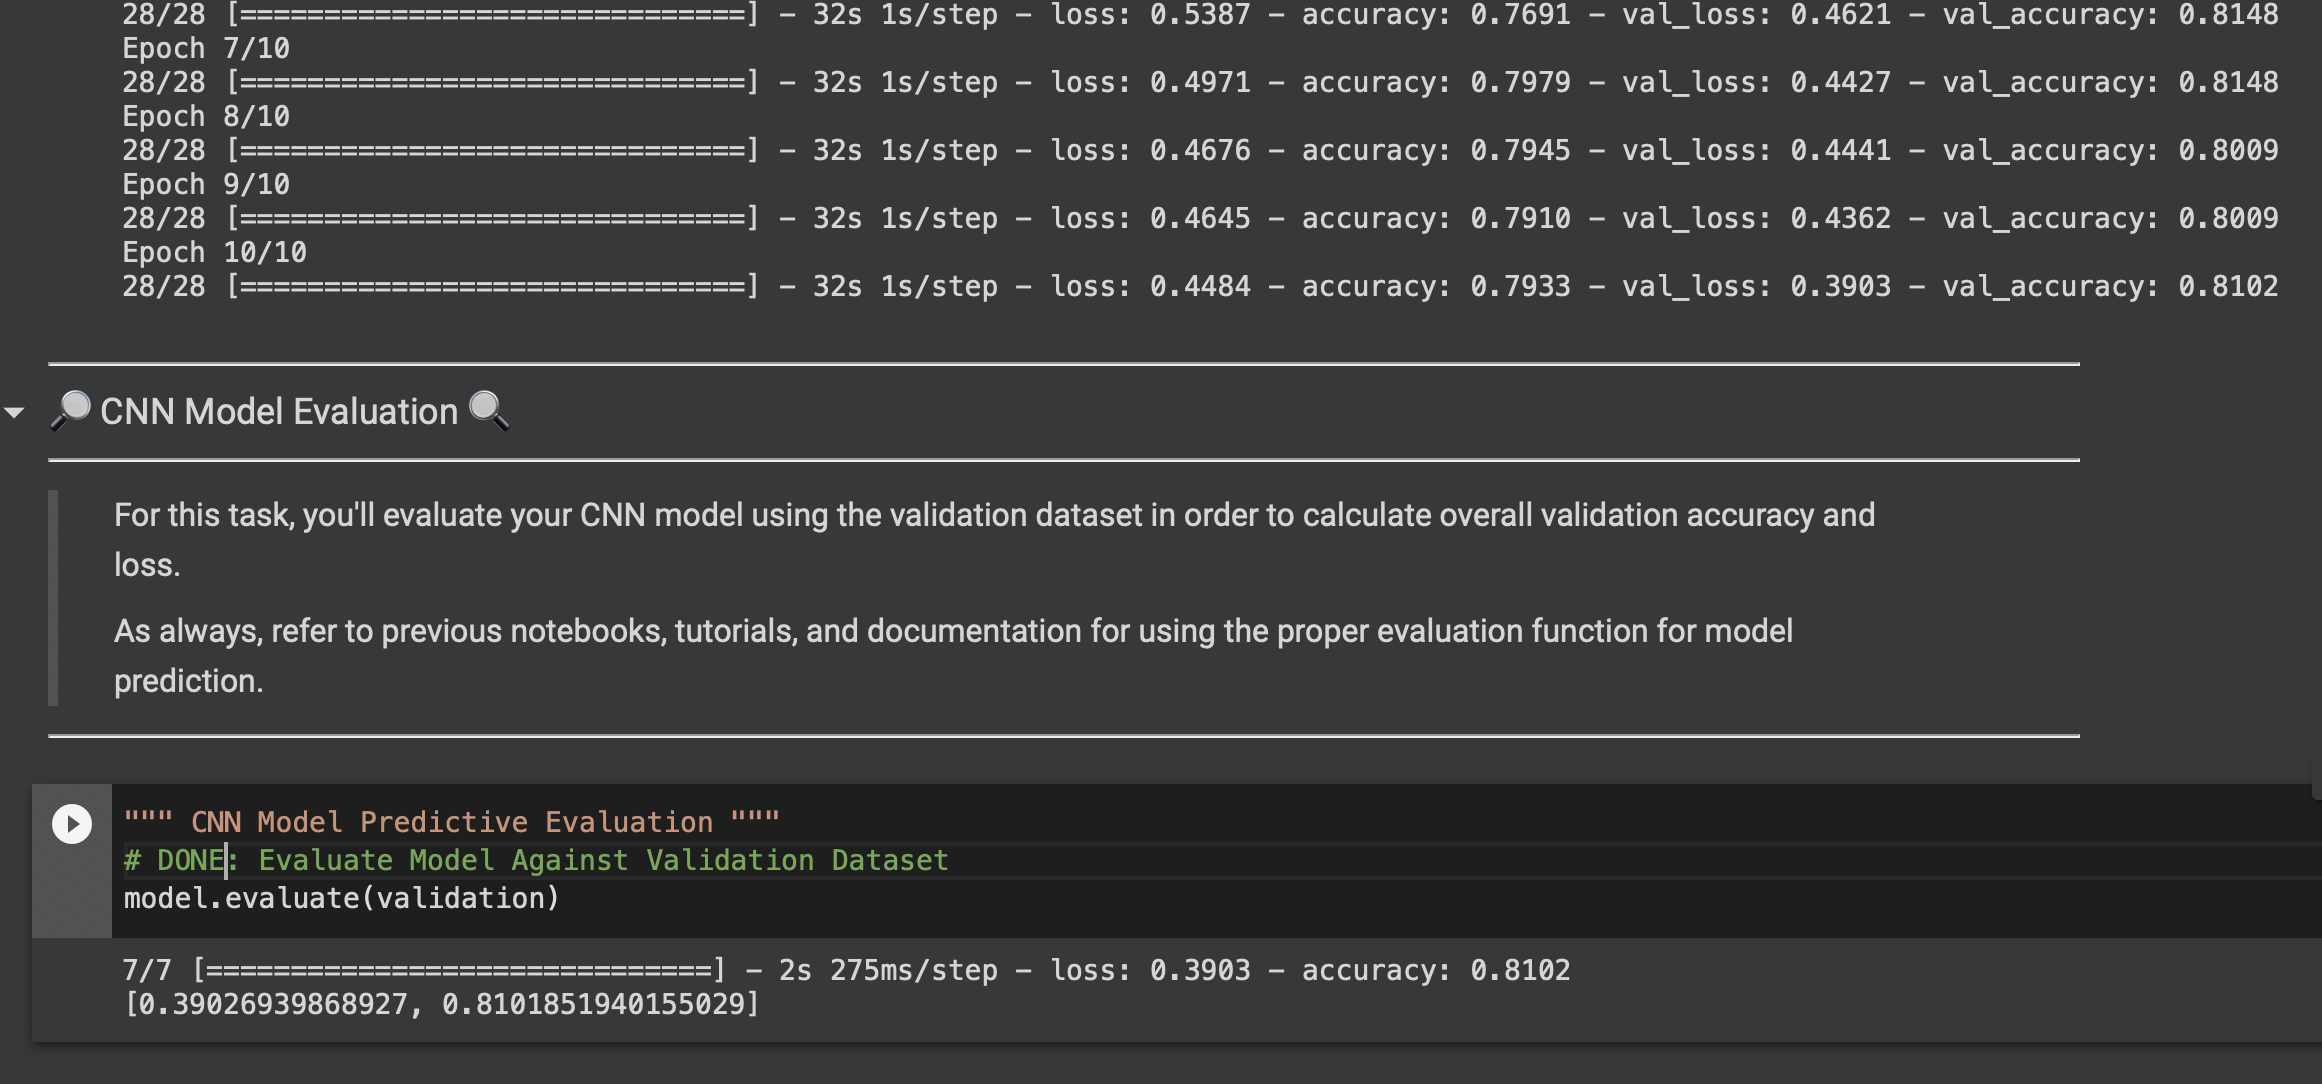 28/28 [==============================] - 32s 1s/step - loss: 0.5387 - accuracy: 0.7691 - val_loss: 0.4621 - val_accuracy: 0.8148
Epoch 7/10
28/28 [==============================] - 32s 1s/step - loss: 0.4971 - accuracy: 0.7979 - val_loss: 0.4427 - val_accuracy: 0.8148
Epoch 8/10
28/28 [==============================] - 32s 1s/step - loss: 0.4676 - accuracy: 0.7945 - val_loss: 0.4441 - val_accuracy: 0.8009
Epoch 9/10
28/28 [==============================] - 32s 1s/step - loss: 0.4645 - accuracy: 0.7910 - val_loss: 0.4362 - val_accuracy: 0.8009
Epoch 10/10
28/28 [==============================] - 32s 1s/step - loss: 0.4484 - accuracy: 0.7933 - val_loss: 0.3903 - val_accuracy: 0.8102
🔎 CNN Model Evaluation 🔍
For this task, you'll evaluate your CNN model using the validation dataset in order to calculate overall validation accuracy and
loss.
As always, refer to previous notebooks, tutorials, and documentation for using the proper evaluation function for model
prediction.
""" CNN Model Predictive Evaluation """
# DONE: Evaluate Model Against Validation Dataset
model.evaluate(validation)
7/7 [==============================] - 2s 275ms/step - loss: 0.3903 - accuracy: 0.8102
[0.39026939868927, 0.8101851940155029]